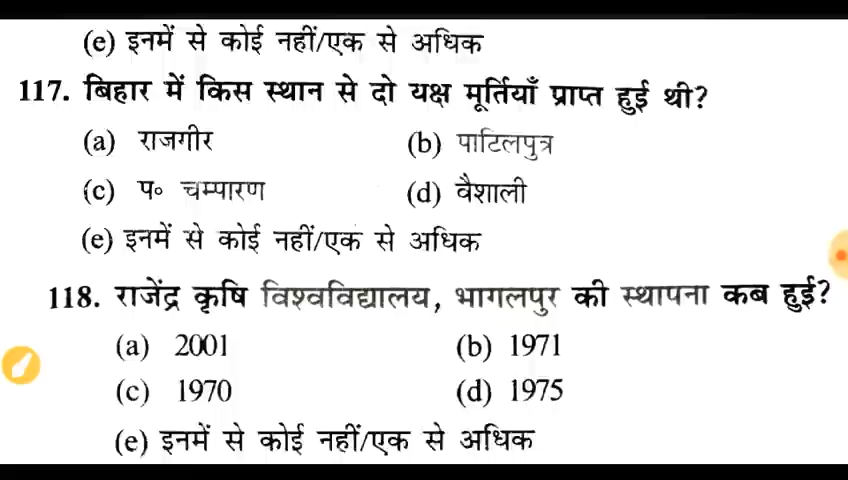 (e) इनमें से कोई नहीं/एक से अधिक
117. बिहार में किस स्थान से दो यक्ष मूर्तियाँ प्राप्त हुई थी?
(a) राजगीर (b) पाटिलपुत्र
(c) प० चम्पारण (d) वैशाली
(e) इनमें से कोई नहीं/एक से अधिक
118. राजेंद्र कृषि विश्वविद्यालय, भागलपुर की स्थापना कब हुई?
(a) 2001 (b) 1971
(c) 1970 (d) 1975
(e) इनमें से कोई नहीं/एक से अधिक